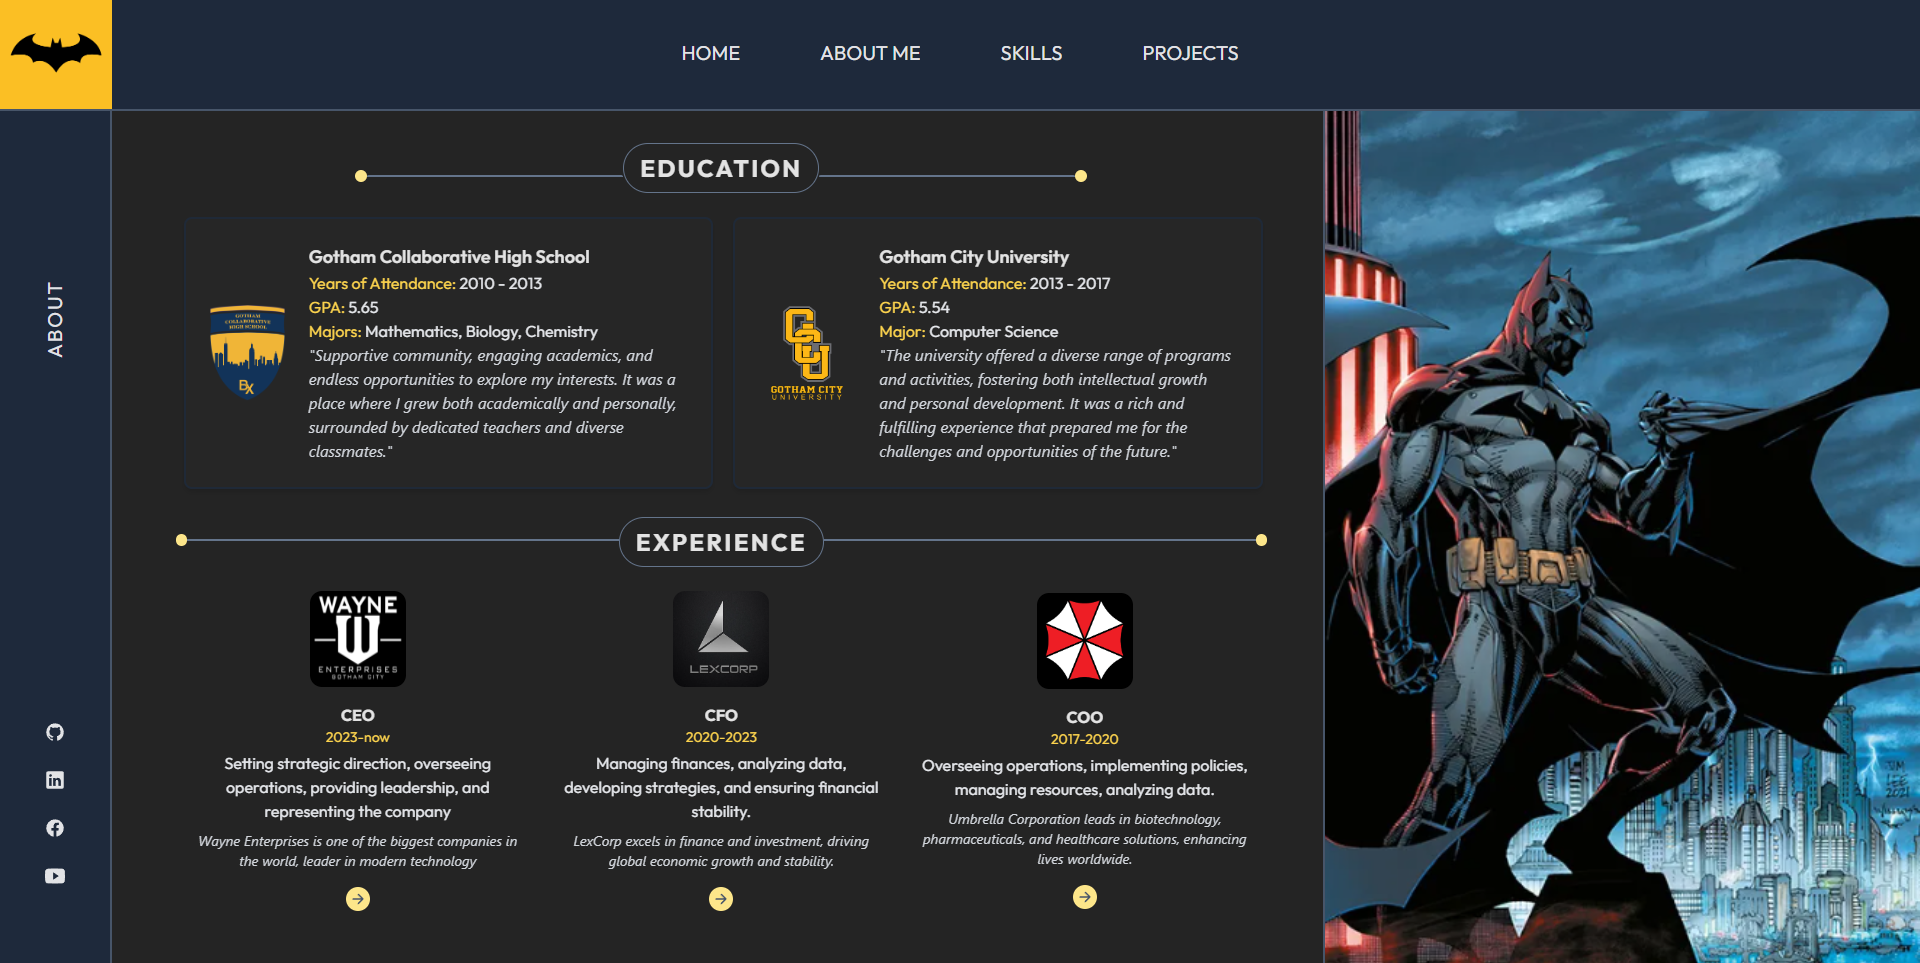 HOME
ABOUT ME
SKILLS
PROJECTS
ABOUT
EDUCATION
GOTHAM
COLLABORATIVE
HIGH SCHOOL
BX
Gotham Collaborative High School
Years of Attendance: 2010 - 2013
GPA: 5.65
Majors: Mathematics, Biology, Chemistry
"Supportive community, engaging academics, and
endless opportunities to explore my interests. It was a
place where I grew both academically and personally,
surrounded by dedicated teachers and diverse
classmates."
GCU
GOTHAM CITY
UNIVERSITY
Gotham City University
Years of Attendance: 2013 - 2017
GPA: 5.54
Major: Computer Science
"The university offered a diverse range of programs
and activities, fostering both intellectual growth
and personal development. It was a rich and
fulfilling experience that prepared me for the
challenges and opportunities of the future."
EXPERIENCE
WAYNE
W
ENTERPRISES
GOTHAM CITY
CEO
2023-now
Setting strategic direction, overseeing
operations, providing leadership, and
representing the company
Wayne Enterprises is one of the biggest companies in
the world, leader in modern technology
LEXCORP
CFO
2020-2023
Managing finances, analyzing data,
developing strategies, and ensuring financial
stability.
LexCorp excels in finance and investment, driving
global economic growth and stability.
COO
2017-2020
Overseeing operations, implementing policies,
managing resources, analyzing data.
Umbrella Corporation leads in biotechnology,
pharmaceuticals, and healthcare solutions, enhancing
lives worldwide.
in